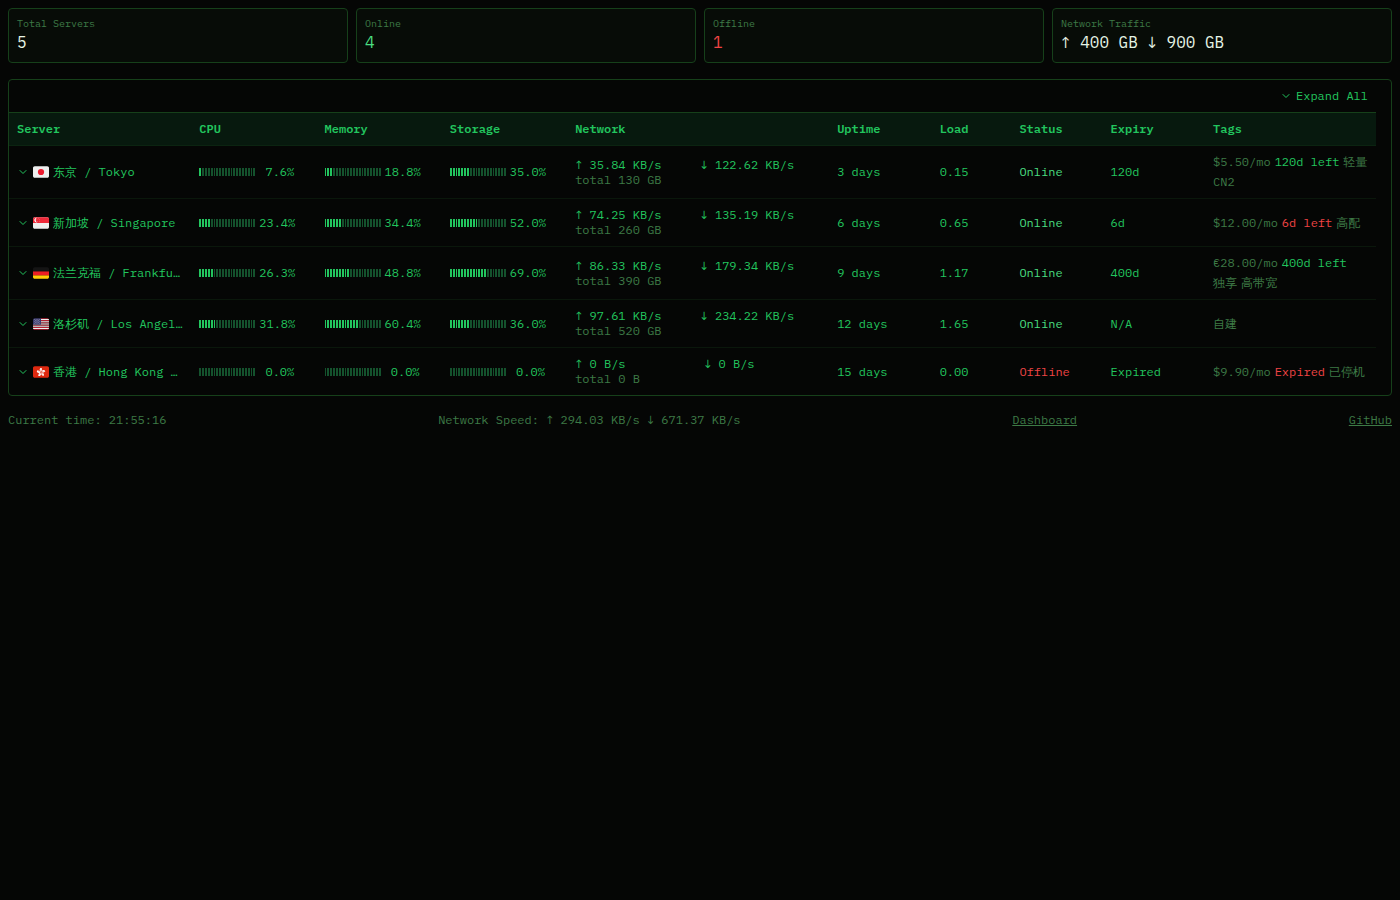 Total Servers
5
Online
4
Offline
1
Network Traffic
↑ 400 GB ↓ 900 GB
Expand All
Server CPU Memory Storage Network Uptime Load Status Expiry Tags
东京 / Tokyo 7.6% 18.8% 35.0% ↑ 35.84 KB/s ↓ 122.62 KB/s total 130 GB 3 days 0.15 Online 120d $5.50/mo 120d left 轻量 CN2
新加坡 / Singapore 23.4% 34.4% 52.0% ↑ 74.25 KB/s ↓ 135.19 KB/s total 260 GB 6 days 0.65 Online 6d $12.00/mo 6d left 高配
法兰克福 / Frankfu… 26.3% 48.8% 69.0% ↑ 86.33 KB/s ↓ 179.34 KB/s total 390 GB 9 days 1.17 Online 400d €28.00/mo 400d left 独享 高带宽
洛杉矶 / Los Angel… 31.8% 60.4% 36.0% ↑ 97.61 KB/s ↓ 234.22 KB/s total 520 GB 12 days 1.65 Online N/A 自建
香港 / Hong Kong … 0.0% 0.0% 0.0% ↑ 0 B/s ↓ 0 B/s total 0 B 15 days 0.00 Offline Expired $9.90/mo Expired 已停机
Current time: 21:55:16 Network Speed: ↑ 294.03 KB/s ↓ 671.37 KB/s Dashboard GitHub